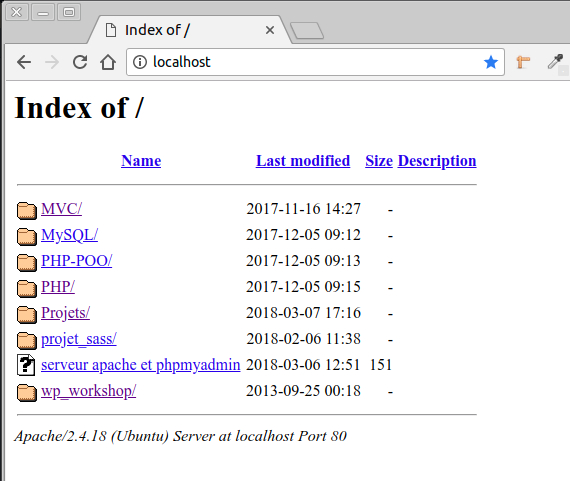 Index of /
localhost
Index of /
Name Last modified Size Description
MVC/ 2017-11-16 14:27 -
MySQL/ 2017-12-05 09:12 -
PHP-POO/ 2017-12-05 09:13 -
PHP/ 2017-12-05 09:15 -
Projets/ 2018-03-07 17:16 -
projet_sass/ 2018-02-06 11:38 -
serveur apache et phpmyadmin 2018-03-06 12:51 151
wp_workshop/ 2013-09-25 00:18 -
Apache/2.4.18 (Ubuntu) Server at localhost Port 80